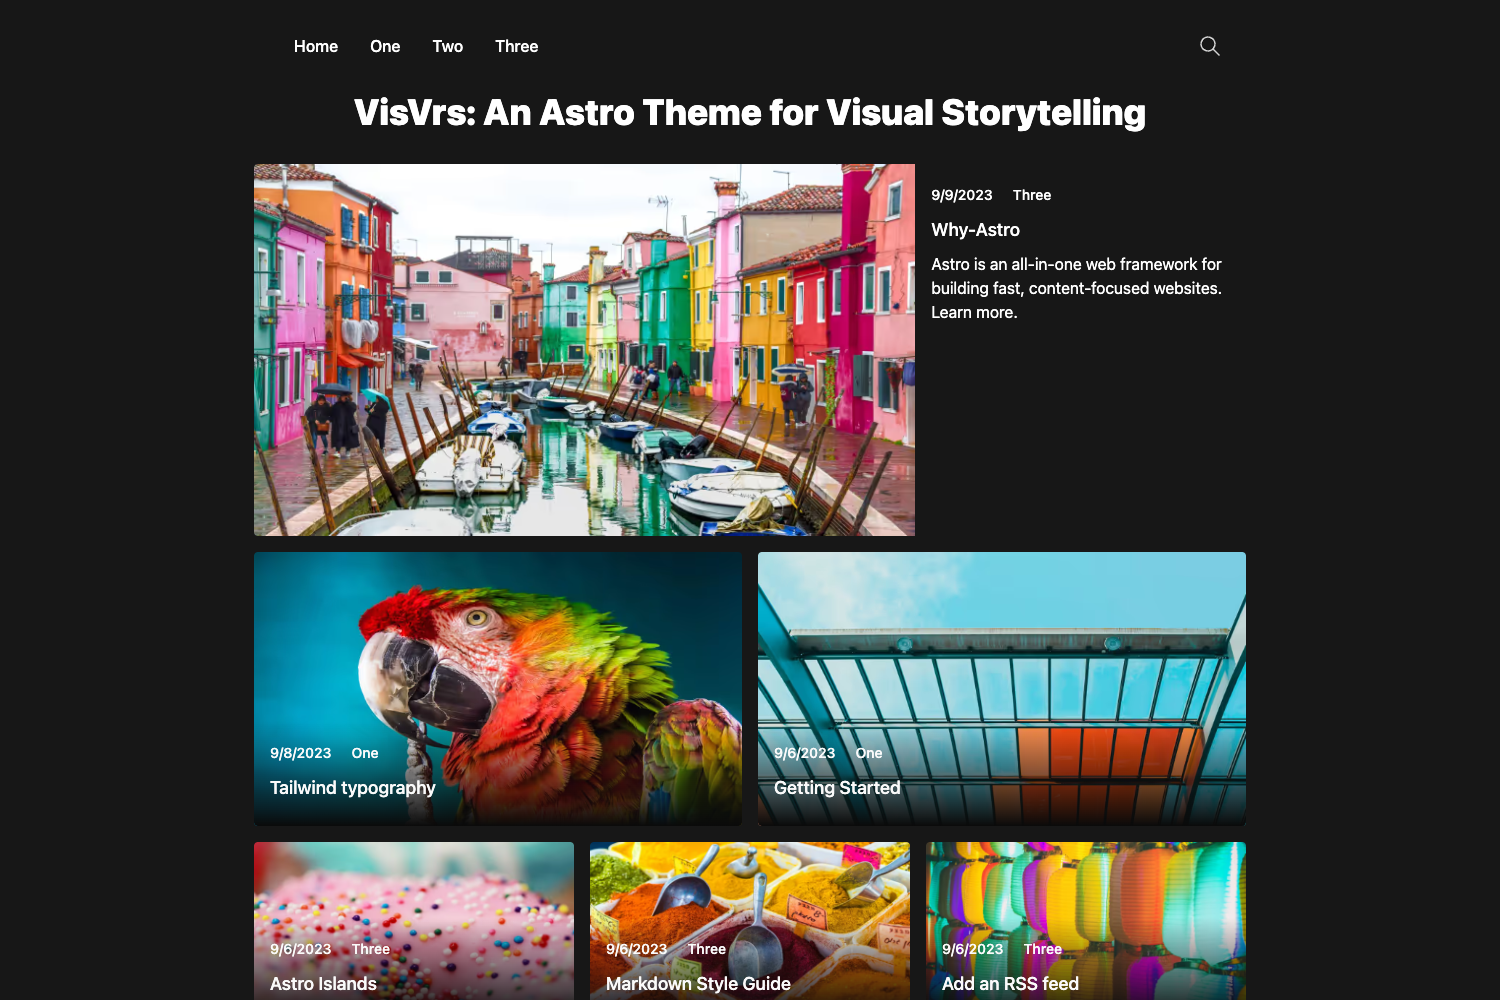 Home One Two Three
VisVrs: An Astro Theme for Visual Storytelling
9/9/2023 Three
Why-Astro
Astro is an all-in-one web framework for
building fast, content-focused websites.
Learn more.
9/8/2023 One
Tailwind typography
9/6/2023 One
Getting Started
9/6/2023 Three
Astro Islands
9/6/2023 Three
Markdown Style Guide
9/6/2023 Three
Add an RSS feed